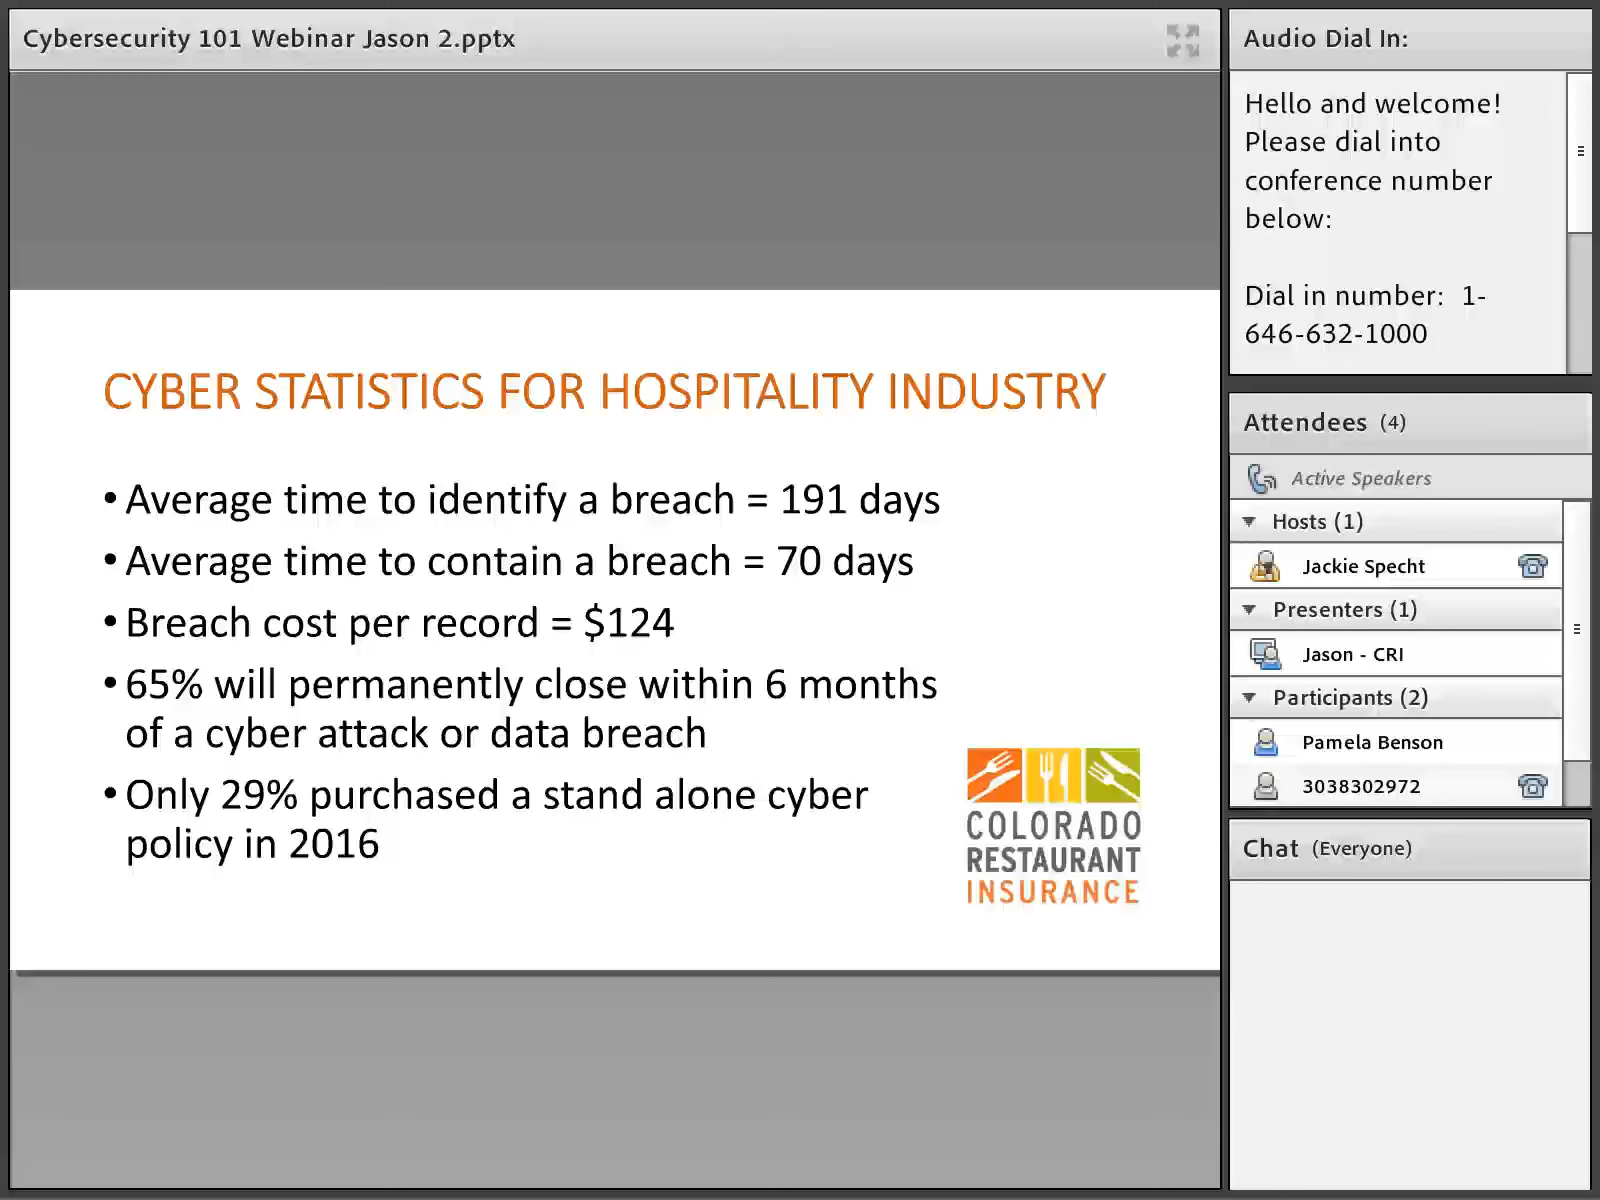 Cybersecurity 101 Webinar Jason 2.pptx
CYBER STATISTICS FOR HOSPITALITY INDUSTRY
• Average time to identify a breach = 191 days
• Average time to contain a breach = 70 days
• Breach cost per record = $124
• 65% will permanently close within 6 months
of a cyber attack or data breach
• Only 29% purchased a stand alone cyber
policy in 2016
COLORADO
RESTAURANT
INSURANCE
Audio Dial In:
Hello and welcome!
Please dial into
conference number
below:
Dial in number: 1-
646-632-1000
Attendees (4)
Active Speakers
Hosts (1)
Jackie Specht
Presenters (1)
Jason - CRI
Participants (2)
Pamela Benson
3038302972
Chat (Everyone)